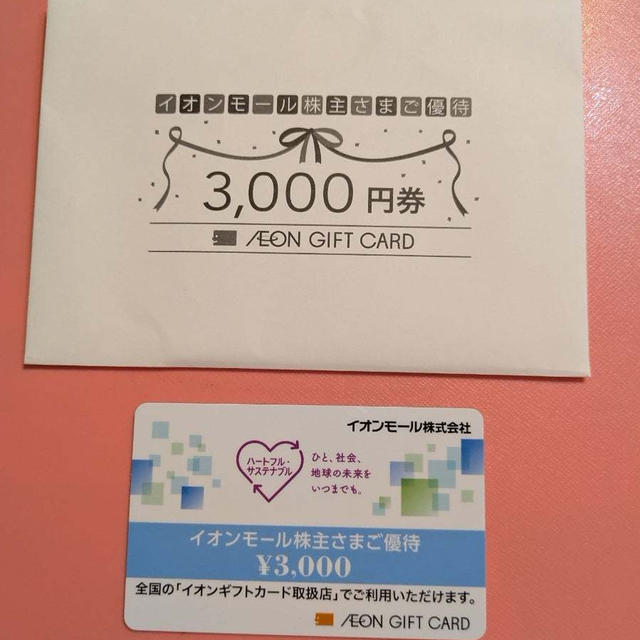 イオンモール株主さまご優待
3,000円券
ÆON GIFT CARD
イオンモール株式会社
ハートフル・
サステナブル
ひと、社会、
地球の未来を
いつまでも。
イオンモール株主さまご優待
¥3,000
全国の「イオンギフトカード取扱店」でご利用いただけます。
ÆON GIFT CARD